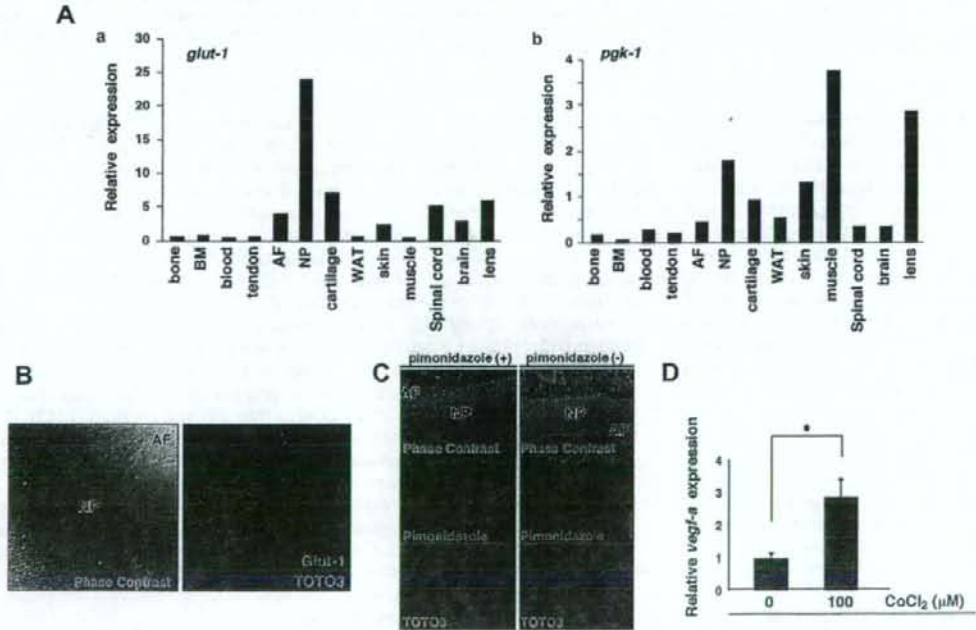 A
a
glut-1
Relative expression
30
25
20
15
10
5
0
bone
BM
blood
tendon
AF
NP
cartilage
WAT
skin
muscle
Spinal cord
brain
lens
b
pgk-1
Relative expression
4
3
2
1
0
bone
BM
blood
tendon
AF
NP
cartilage
WAT
skin
muscle
Spinal cord
brain
lens
B
AF
NP
Phase Contrast
Glut-1
TOTO3
C
pimonidazole (+)
pimonidazole (-)
AF
NP
Phase Contrast
NP
AF
Phase Contrast
Pimonidazole
Pimonidazole
TOTO3
TOTO3
D
Relative vegf-a expression
*
4
3
2
1
0
0
100
CoCl₂ (μM)